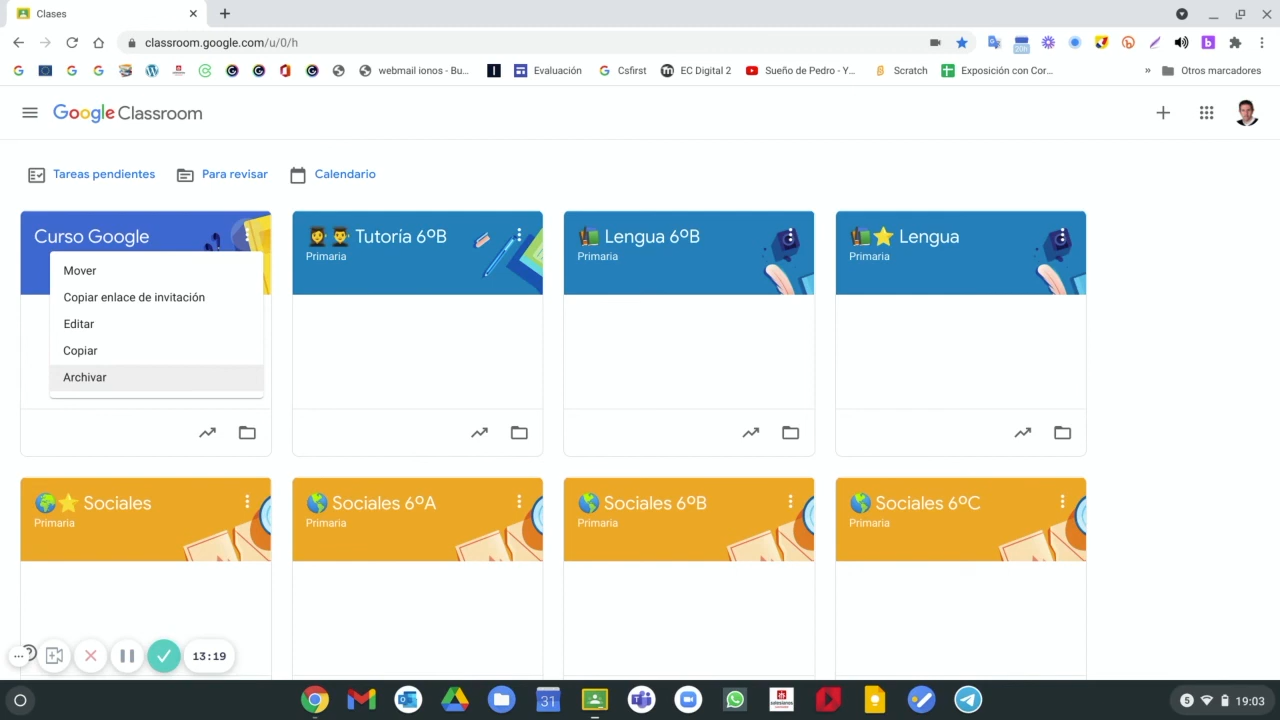 Clases
classroom.google.com/u/0/h
20h
webmail ionos - Bu...
Evaluación
Csfirst
EC Digital 2
Sueño de Pedro - Y...
Scratch
Exposición con Cor...
»
Otros marcadores
Google Classroom
Tareas pendientes
Para revisar
Calendario
Curso Google
Mover
Copiar enlace de invitación
Editar
Copiar
Archivar
Tutoría 6ºB
Primaria
Lengua 6ºB
Primaria
Lengua
Primaria
Sociales
Primaria
Sociales 6ºA
Primaria
Sociales 6ºB
Primaria
Sociales 6ºC
Primaria
13:19
31
5
19:03